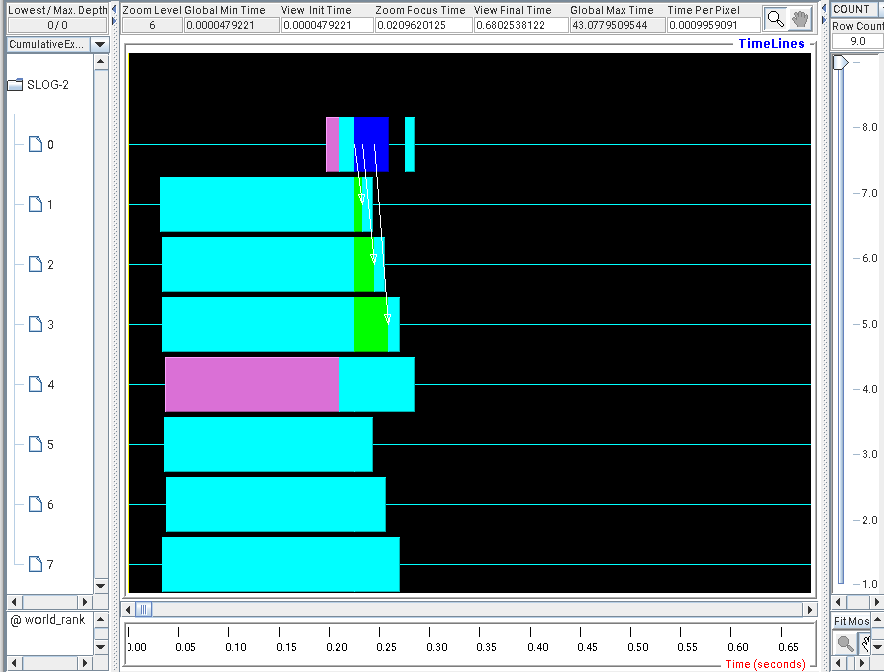 Lowest / Max. Depth
0 / 0
CumulativeEx...
Zoom Level Global Min Time View Init Time Zoom Focus Time View Final Time Global Max Time Time Per Pixel
6 0.0000479221 0.0000479221 0.0209620125 0.6802538122 43.0779509544 0.0009959091
COUNT
Row Count
9.0
TimeLines
SLOG-2
0
1
2
3
4
5
6
7
8.0
7.0
6.0
5.0
4.0
3.0
2.0
1.0
@ world_rank
0.00 0.05 0.10 0.15 0.20 0.25 0.30 0.35 0.40 0.45 0.50 0.55 0.60 0.65
Time (seconds)
Fit Mos